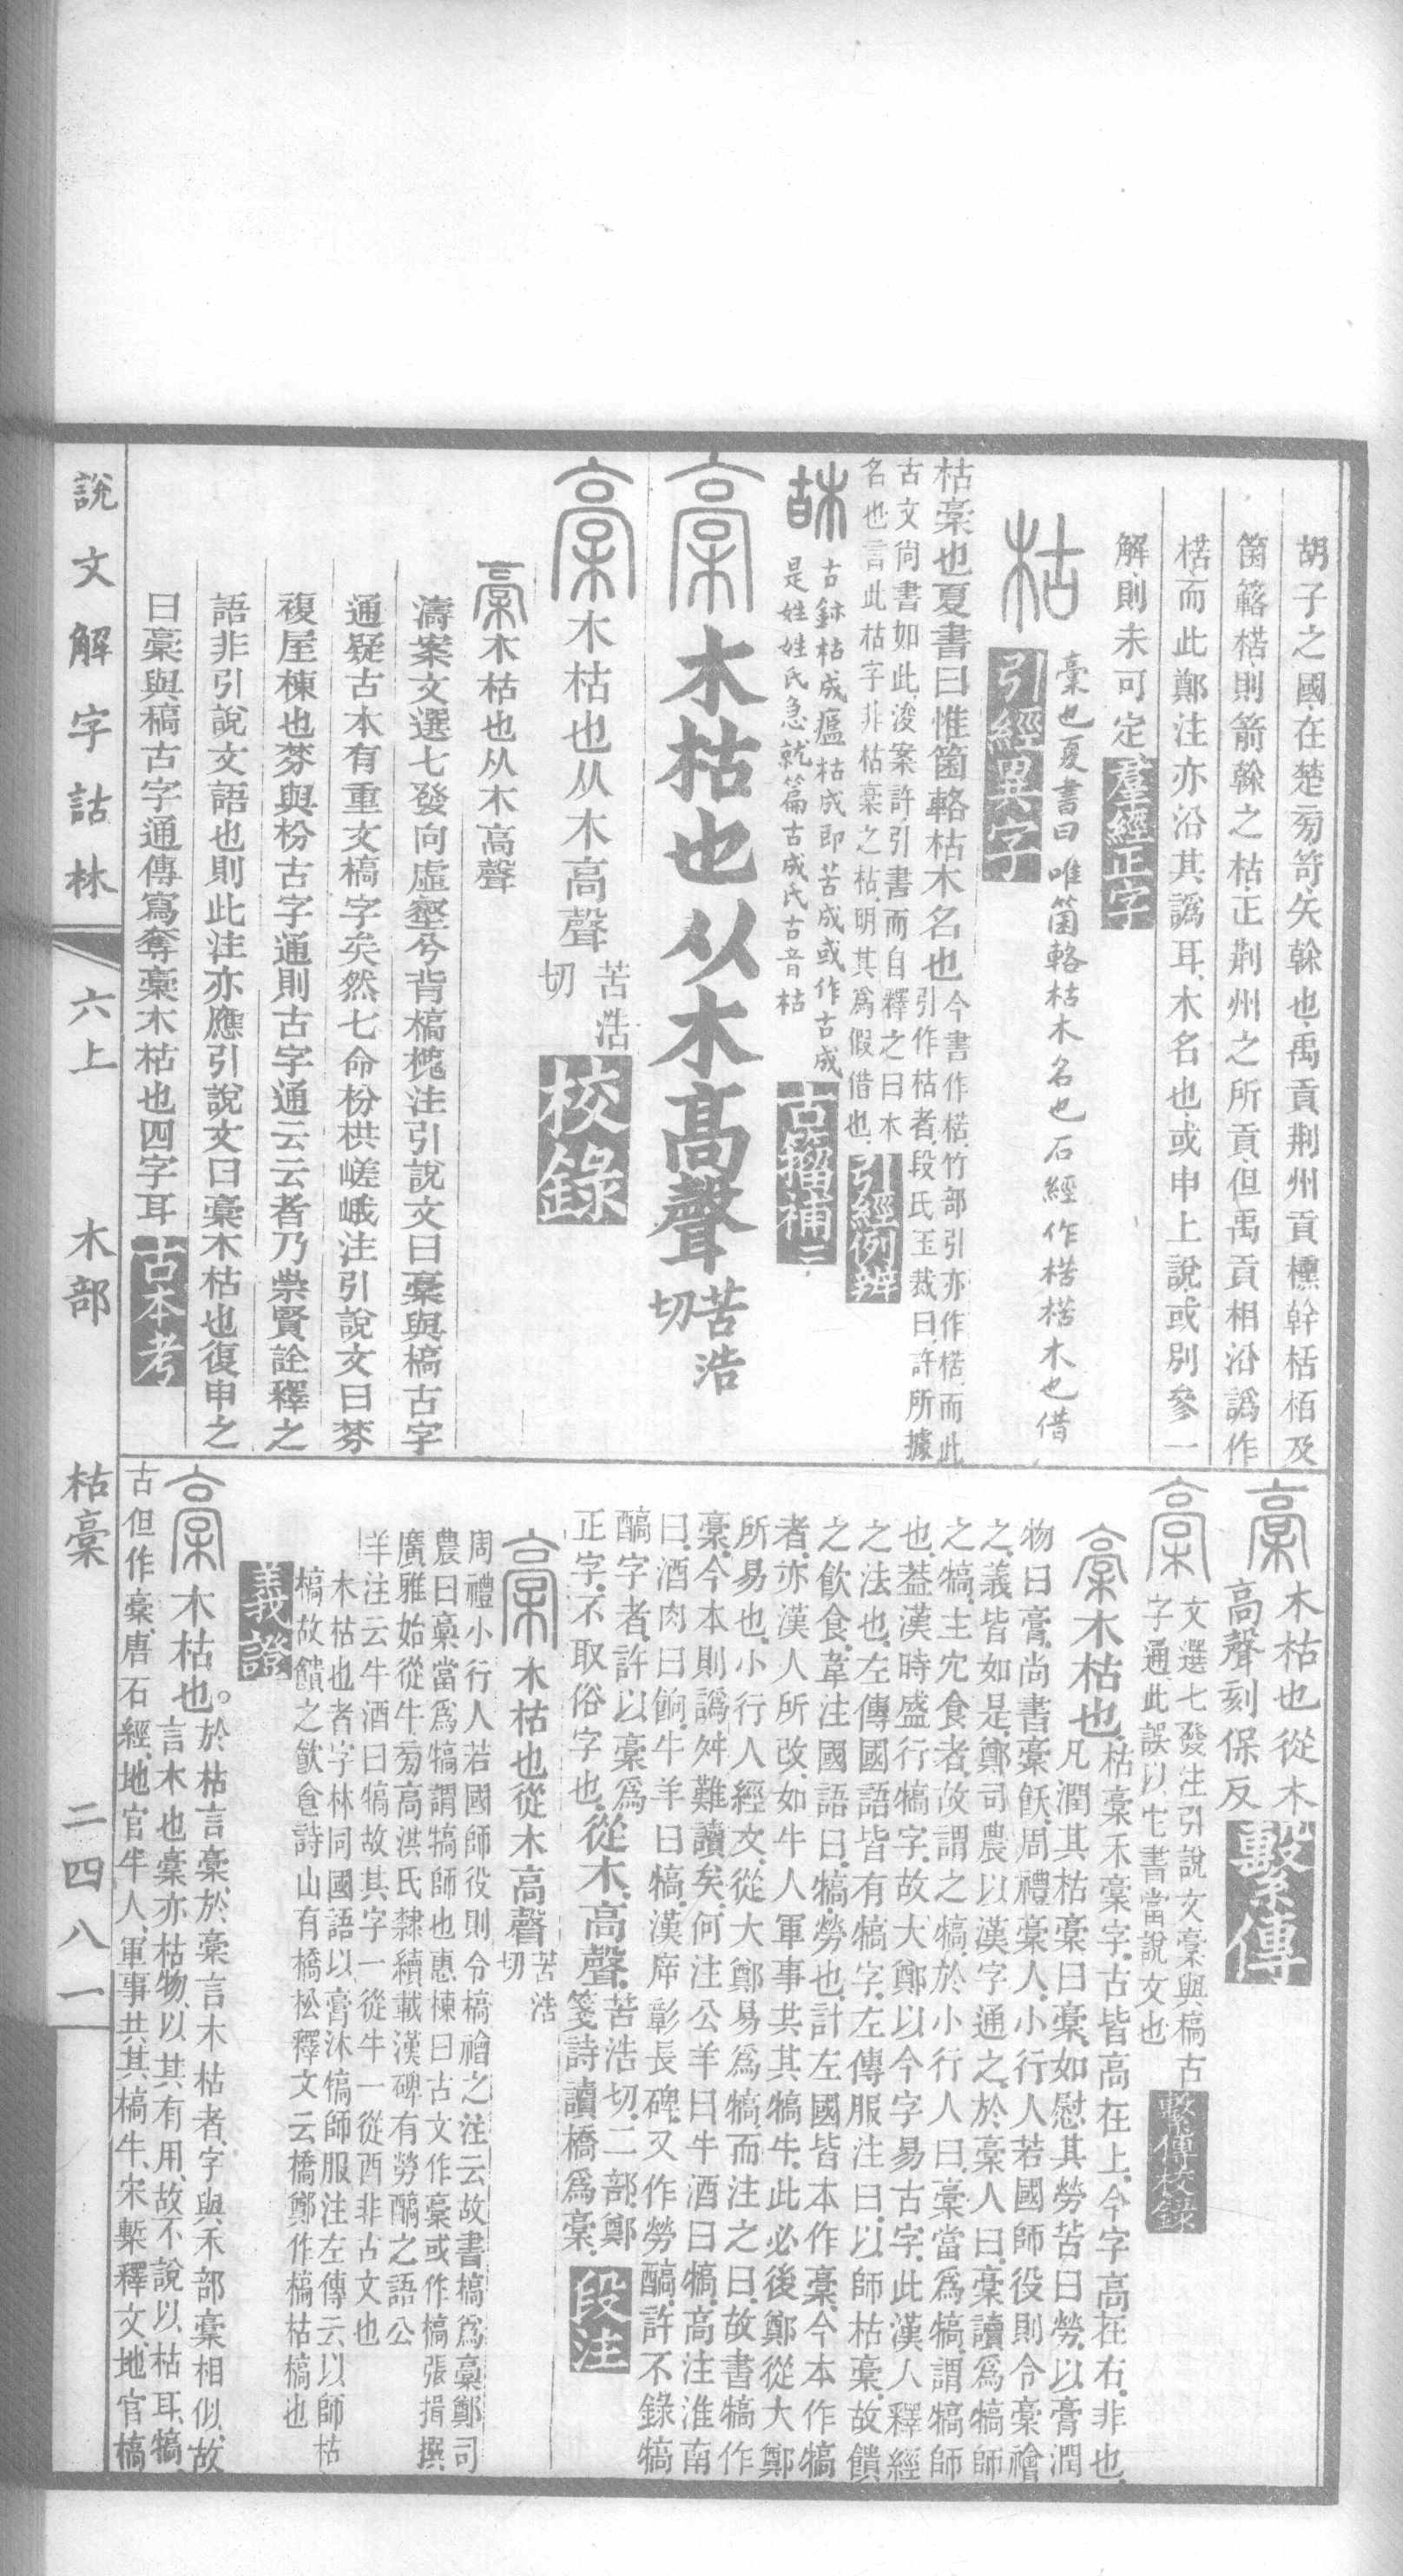 胡子之國在楚旁笴矢榦也禹貢荆州貢櫄幹栝栢及
箘簵楛則箭榦之枯正荆州之所貢但禹貢相沿譌作
楛而此鄭注亦沿其譌耳木名也或申上說或別參一
解則未可定羣經正字
枯
槀也夏書曰唯箘輅枯木名也石經作楛楛木也借
引經異字
枯槀也夏書曰惟箘輅枯木名也今書作楛竹部引亦作楛而此
引作枯者段氏玉裁曰許所據
古文尙書如此浚案許引書而自釋之曰木
名也言此枯字非枯槀之枯明其爲假借也引經例辨
古鉢枯成瘟枯成即苦成或作古成
是姓姓氏急就篇古成氏古音枯
古籀補三
槀木枯也从木高聲苦浩切
槀木枯也从木高聲苦浩切校錄
槀木枯也从木高聲
濤案文選七發向虛壑兮背槁槐注引說文曰槀與槁古字
通疑古本有重文槁字矣然七命枌栱嵯峨注引說文曰棼
複屋棟也棼與枌古字通則古字通云云者乃崇賢詮釋之
語非引說文語也則此注亦應引說文曰槀木枯也復申之
曰槀與槁古字通傳寫奪槀木枯也四字耳古本考
說文解字詁林 六上 木部 枯槀 二四八一
槀木枯也從木
高聲刻保反繫傳
槀文選七發注引說文槀與槁古
字通此誤以它書當說文也繫傳校錄
槀木枯也枯槀禾槀字古皆高在上今字高在右非也
凡潤其枯槀曰槀如慰其勞苦曰勞以膏潤
物曰膏尚書槀飫周禮槀人小行人若國師役則令槀襘
之義皆如是鄭司農以漢字通之於槀人曰槀讀爲犒師
之犒主宂食者故謂之犒於小行人曰槀當爲犒謂犒師
也葢漢時盛行犒字故大鄭以今字易古字此漢人釋經
之法也左傳國語皆有犒字左傳服注曰以師枯槀故饋
之飮食韋注國語曰犒勞也計左國皆本作槀今本作犒
者亦漢人所改如牛人軍事共其犒牛此必後鄭從大鄭
所易也小行人經文從大鄭易爲犒而注之曰故書犒作
槀今本則譌舛難讀矣何注公羊曰牛酒曰犒高注淮南
曰酒肉曰餉牛羊曰犒漢席彰長碑又作勞醕許不錄犒
醕字者許以槀爲
正字不取俗字也從木高聲苦浩切二部鄭
箋詩讀橋爲槀段注
槀木枯也從木高聲苦浩切
周禮小行人若國師役則令槁襘之注云故書槁爲槀鄭司
農曰槀當爲犒謂犒師也惠棟曰古文作槀或作槁張揖撰
廣雅始從牛旁高洪氏隸續載漢碑有勞醕之語公
羊注云牛酒曰犒故其字一從牛一從酉非古文也
木枯也者字林同國語以膏沐犒師服注左傳云以師枯
槁故饋之飮食詩山有橋松釋文云橋鄭作槁枯槁也
義證
槀木枯也於枯言槀於槀言木枯者字與禾部稾相似故
言木也槀亦枯物以其有用故不說以枯耳犒
古但作槀唐石經地官牛人軍事共其槁牛宋槧釋文地官槁